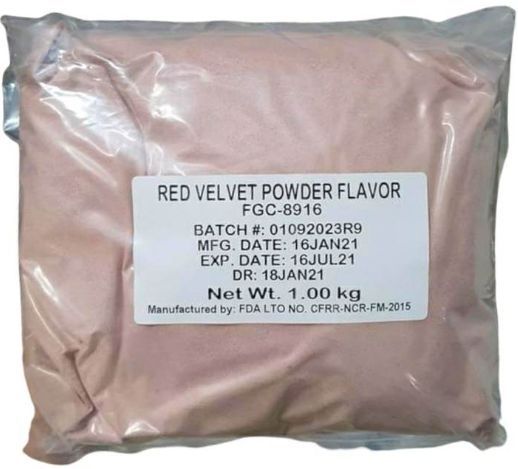 RED VELVET POWDER FLAVOR
FGC-8916
BATCH #: 01092023R9
MFG. DATE: 16JAN21
EXP. DATE: 16JUL21
DR: 18JAN21
Net Wt. 1.00 kg
Manufactured by: FDA LTO NO. CFRR-NCR-FM-2015